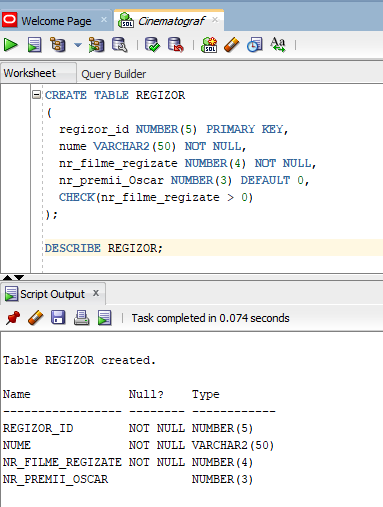 Welcome Page Cinematograf
Worksheet Query Builder
CREATE TABLE REGIZOR
(
regizor_id NUMBER(5) PRIMARY KEY,
nume VARCHAR2(50) NOT NULL,
nr_filme_regizate NUMBER(4) NOT NULL,
nr_premii_Oscar NUMBER(3) DEFAULT 0,
CHECK(nr_filme_regizate > 0)
);
DESCRIBE REGIZOR;
Script Output x
Task completed in 0.074 seconds
Table REGIZOR created.
Name Null? Type
----------------- -------- ------------
REGIZOR_ID NOT NULL NUMBER(5)
NUME NOT NULL VARCHAR2(50)
NR_FILME_REGIZATE NOT NULL NUMBER(4)
NR_PREMII_OSCAR NUMBER(3)